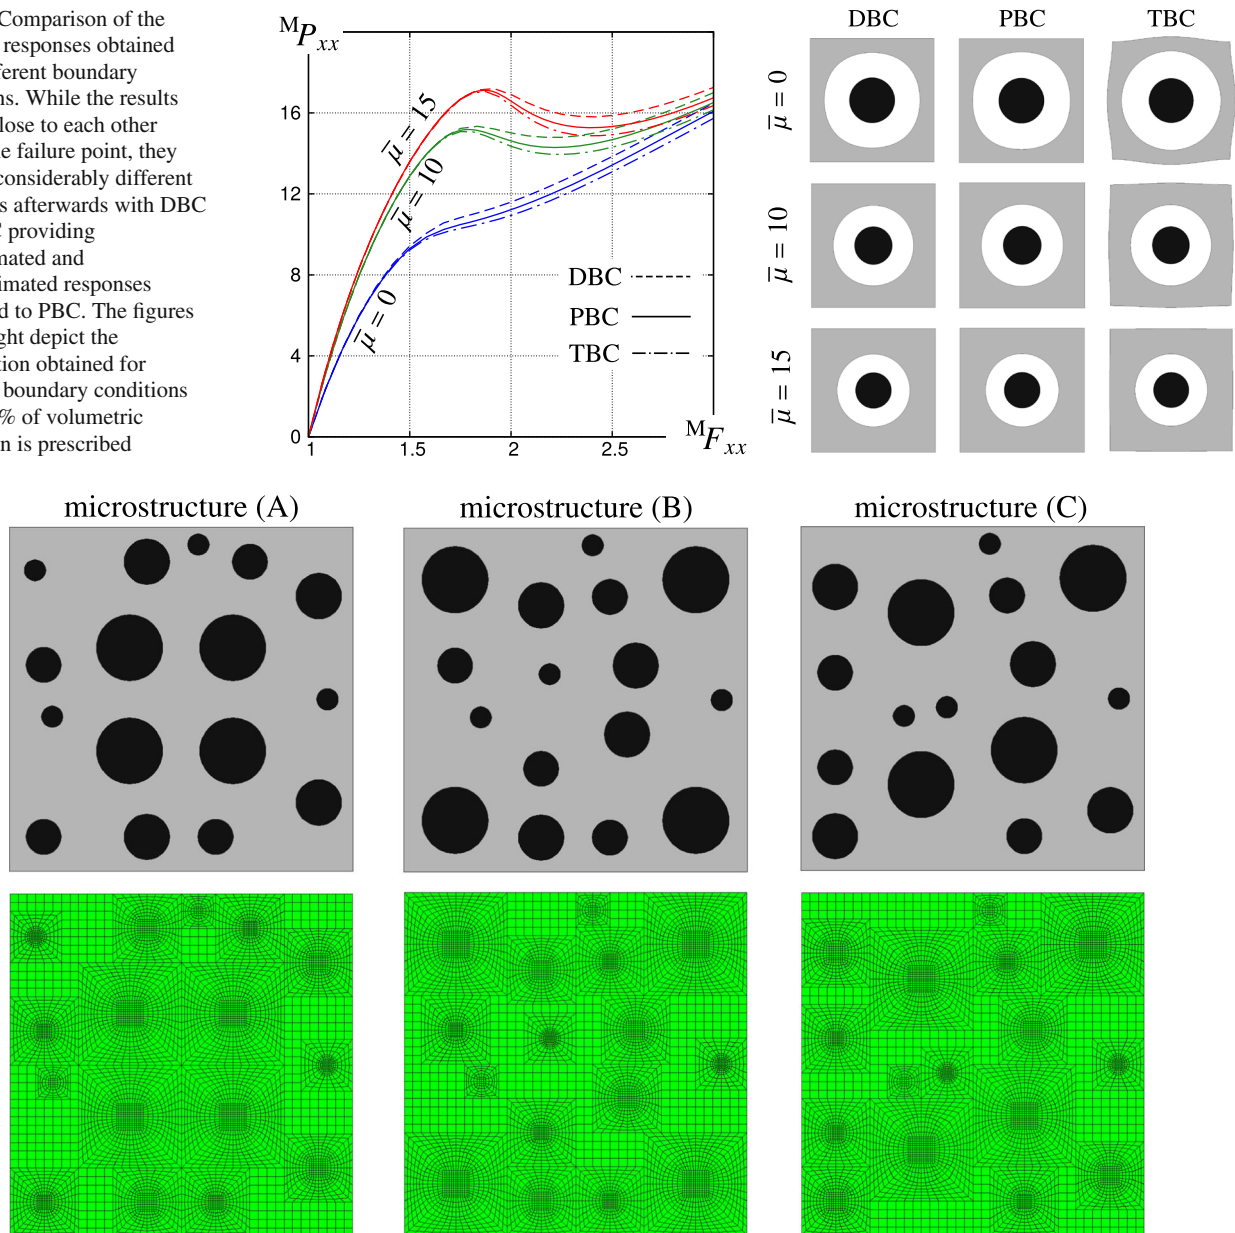 Comparison of the
responses obtained
ferent boundary
ns. While the results
lose to each other
e failure point, they
considerably different
s afterwards with DBC
C providing
mated and
timated responses
d to PBC. The figures
ght depict the
tion obtained for
boundary conditions
% of volumetric
n is prescribed
ᴹPₓₓ
16
12
8
4
0
1
1.5
2
2.5
ᴹFₓₓ
μ̅ = 15
μ̅ = 10
μ̅ = 0
DBC
PBC
TBC
DBC PBC TBC
μ̅ = 0
μ̅ = 10
μ̅ = 15
microstructure (A)
microstructure (B)
microstructure (C)